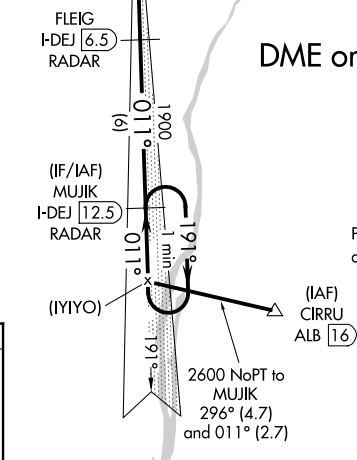 FLEIG
I-DEJ 6.5
RADAR
DME or
011°
(6)
1900
(IF/IAF)
MUJIK
I-DEJ 12.5
RADAR
011°
1 min
191°
(IYIYO)
x
191°
(IAF)
CIRRU
ALB 16
2600 NoPT to
MUJIK
296° (4.7)
and 011° (2.7)